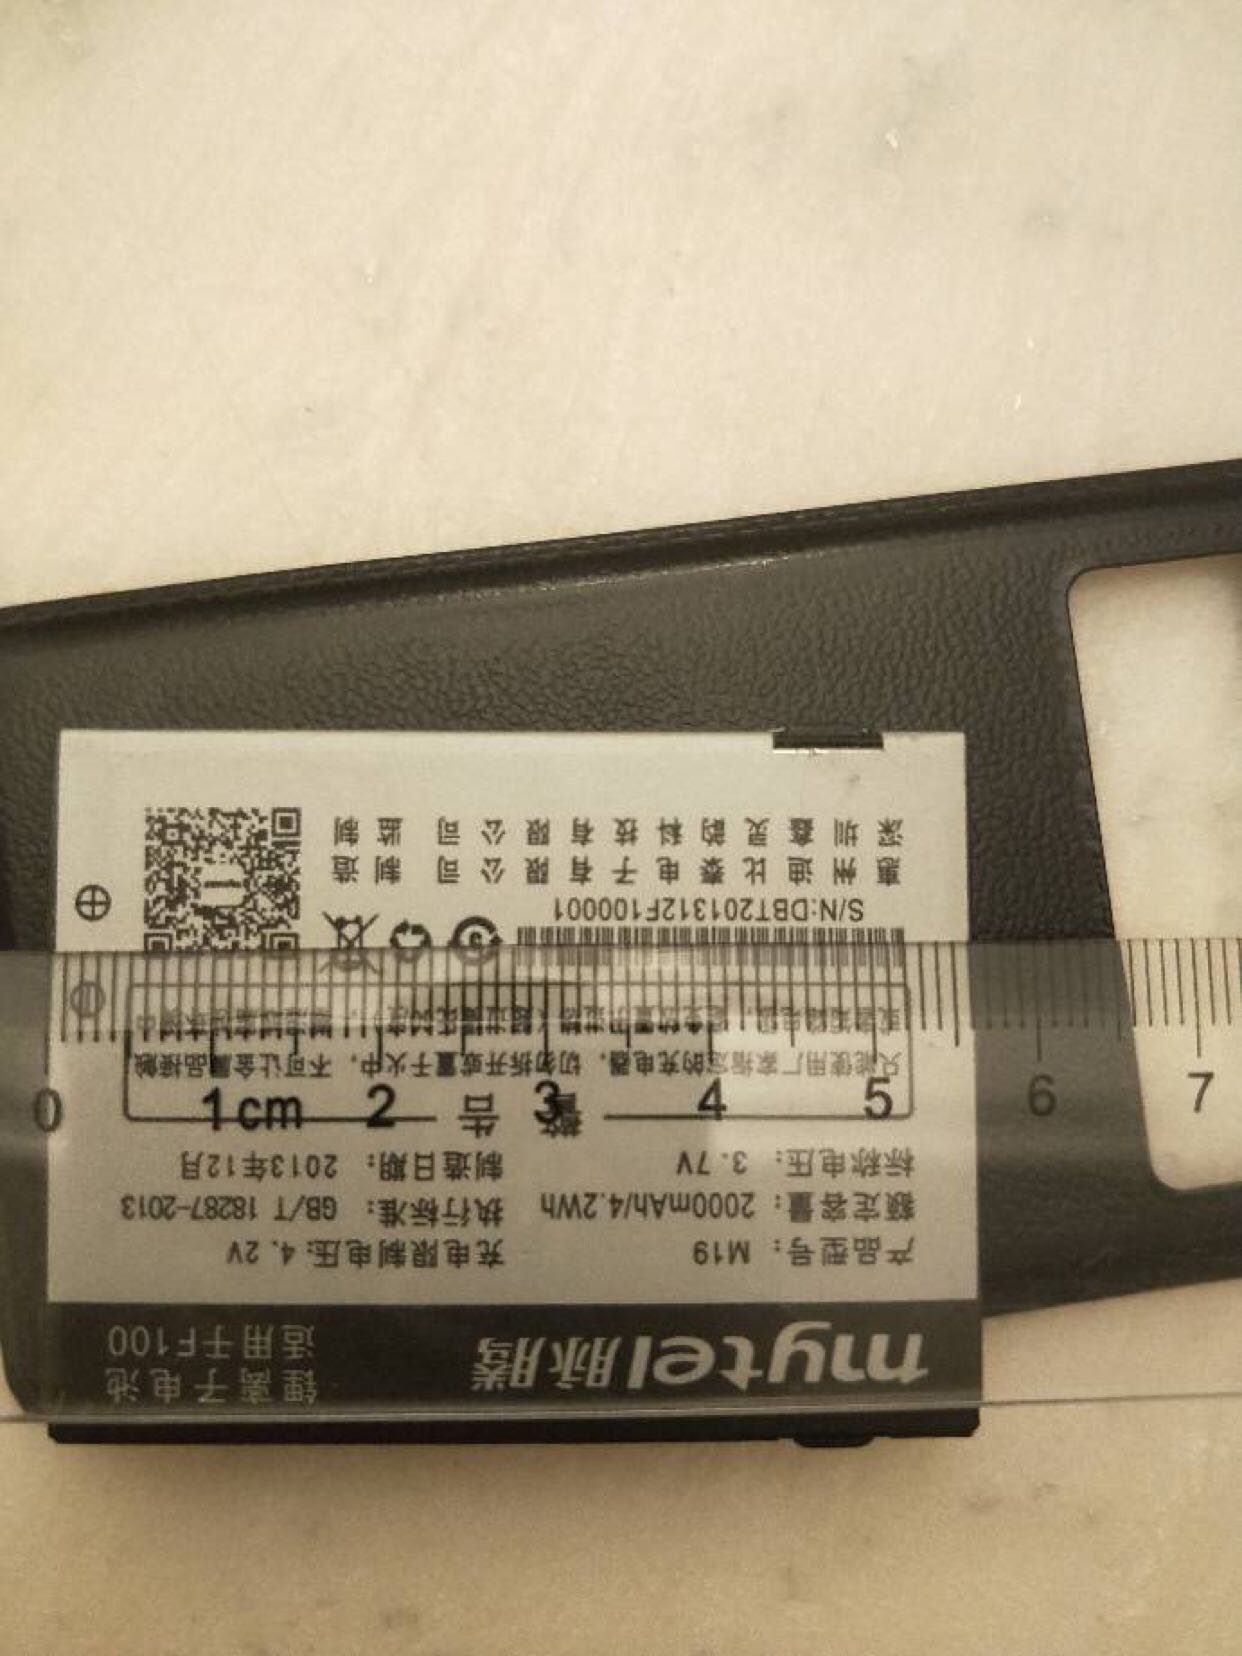 mytel脉腾
锂离子电池
适用于F100
产品型号: M19
充电限制电压: 4.2V
额定容量: 2000mAh/4.2Wh
执行标准: GB/T 18287-2013
标称电压: 3.7V
制造日期: 2013年12月
警 告
只能使用厂家指定的充电器, 切勿拆开或置于火中, 不可让金属品接触
S/N:DBT201312F100001
惠州迪比泰电子有限公司 制造
深圳鑫灵韵科技有限公司 监制
0 1cm 2 3 4 5 6 7